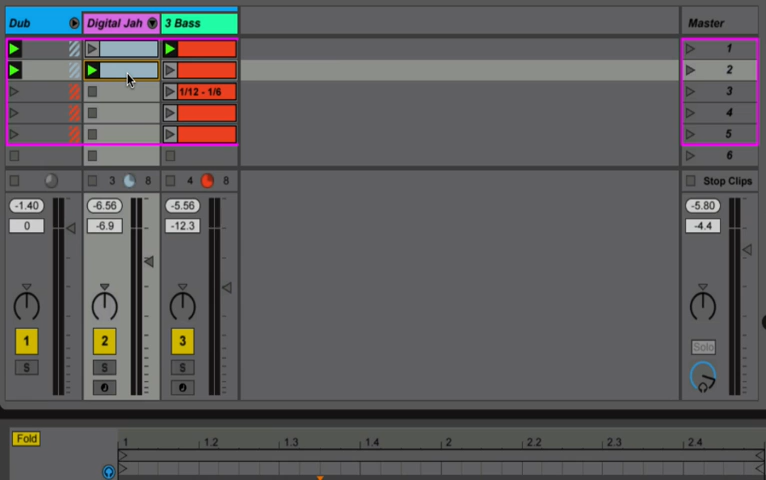 Dub Digital Jah 3 Bass Master
1
2
1/12 - 1/6 3
4
5
6
3 8 4 8 Stop Clips
-1.40 -6.56 -5.56 -5.80
0 -6.9 -12.3 -4.4
1 2 3 Solo
S S S
Fold 1 1.2 1.3 1.4 2 2.2 2.3 2.4